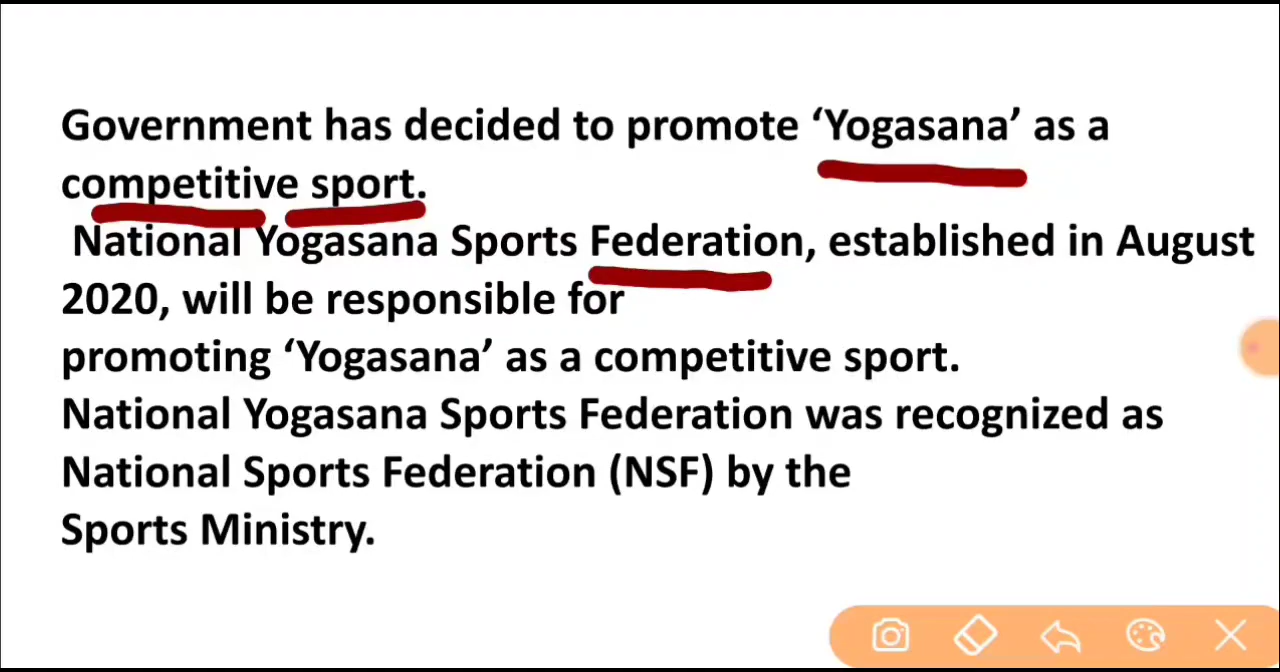 Government has decided to promote ‘Yogasana’ as a
competitive sport.
National Yogasana Sports Federation, established in August
2020, will be responsible for
promoting ‘Yogasana’ as a competitive sport.
National Yogasana Sports Federation was recognized as
National Sports Federation (NSF) by the
Sports Ministry.